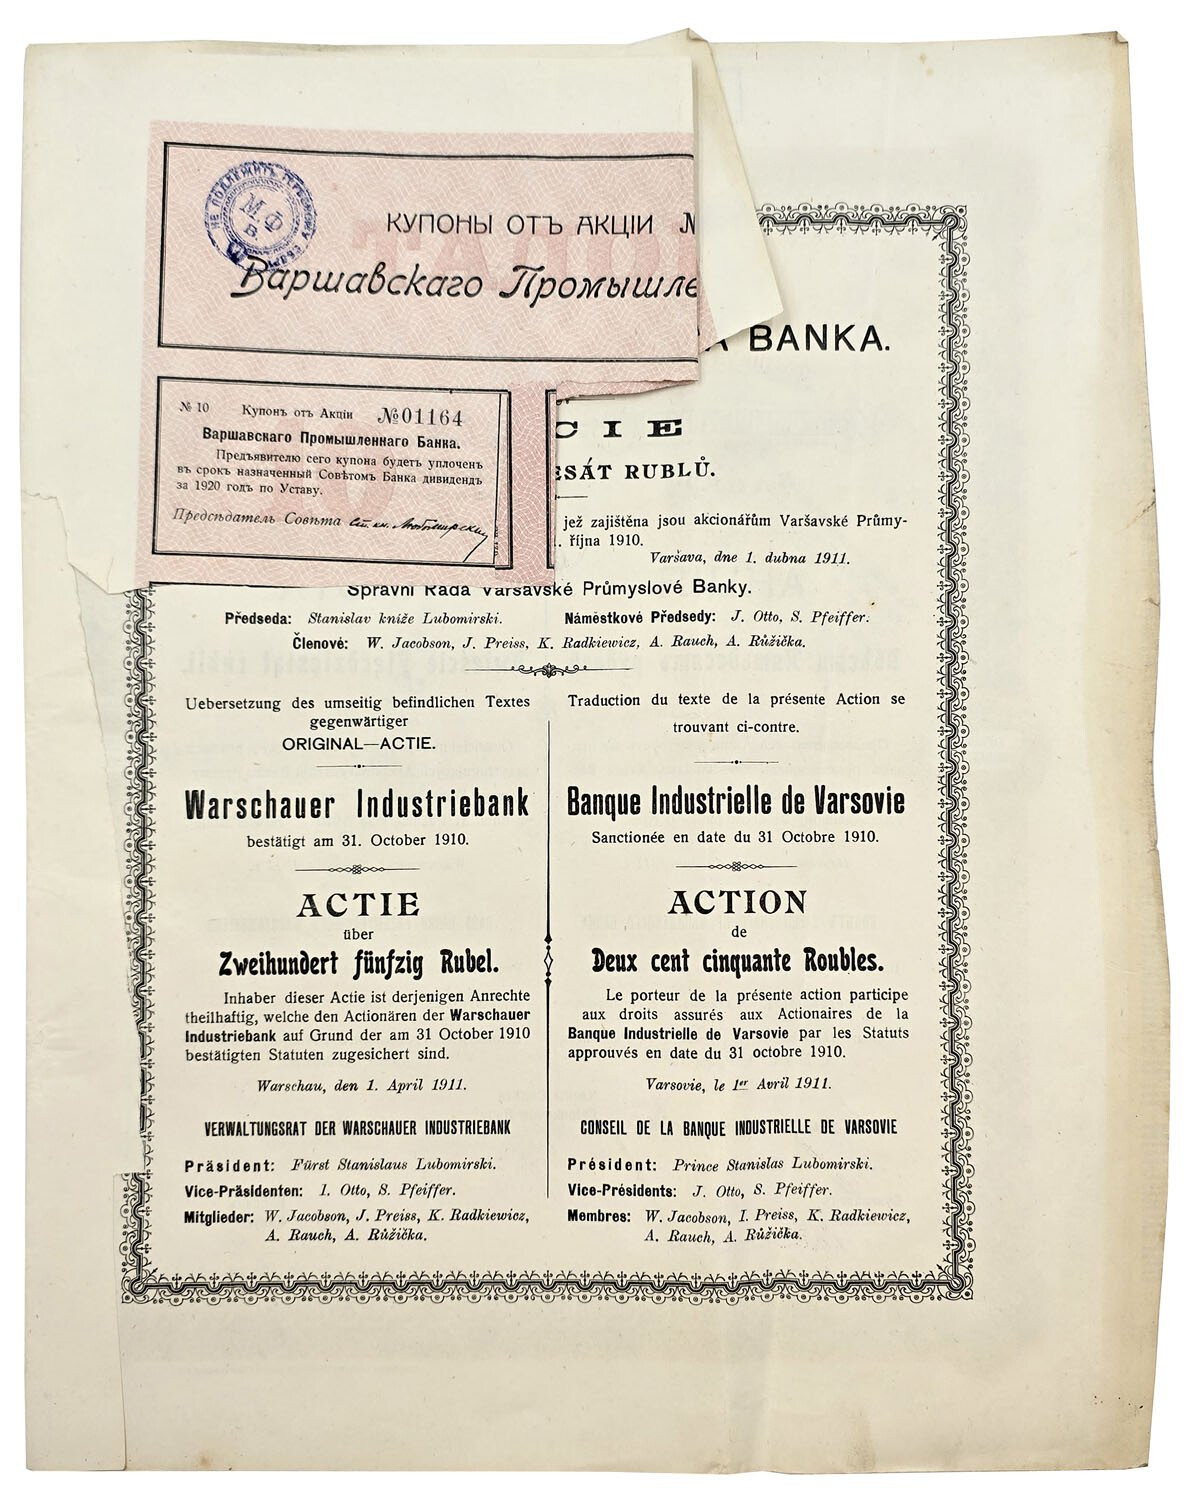 НЕ ПОДЛЕЖИТЪ ГЕРБОВОМУ СБОРУ
М.Ф.
КУПОНЫ ОТЪ АКЦІИ №
Варшавскаго Промышле
BANKA.
№ 10 Купонъ отъ Акціи №01164
Варшавскаго Промышленнаго Банка.
Предъявителю сего купона будетъ уплоченъ
въ срокъ назначенный Совѣтомъ Банка дивидендъ
за 1920 годъ по Уставу.
Предсѣдатель Совѣта
CIE
SÁT RUBLŮ.
jež zajištěna jsou akcionářům Varšavské Průmy-
října 1910.
Varšava, dne 1. dubna 1911.
Správní Rada Varšavské Průmyslové Banky.
Předseda: Stanislav kníže Lubomirski. Náměstkové Předsedy: J. Otto, S. Pfeiffer.
Členové: W. Jacobson, J. Preiss, K. Radkiewicz, A. Rauch, A. Růžička.
Uebersetzung des umseitig befindlichen Textes
gegenwärtiger
ORIGINAL—ACTIE.
Warschauer Industriebank
bestätigt am 31. October 1910.
ACTIE
über
Zweihundert fünfzig Rubel.
Inhaber dieser Actie ist derjenigen Anrechte
theilhaftig, welche den Actionären der Warschauer
Industriebank auf Grund der am 31 October 1910
bestätigten Statuten zugesichert sind.
Warschau, den 1. April 1911.
VERWALTUNGSRAT DER WARSCHAUER INDUSTRIEBANK
Präsident: Fürst Stanislaus Lubomirski.
Vice-Präsidenten: I. Otto, S. Pfeiffer.
Mitglieder: W. Jacobson, J. Preiss, K. Radkiewicz,
A. Rauch, A. Růžička.
Traduction du texte de la présente Action se
trouvant ci-contre.
Banque Industrielle de Varsovie
Sanctionée en date du 31 Octobre 1910.
ACTION
de
Deux cent cinquante Roubles.
Le porteur de la présente action participe
aux droits assurés aux Actionaires de la
Banque Industrielle de Varsovie par les Statuts
approuvés en date du 31 octobre 1910.
Varsovie, le 1er Avril 1911.
CONSEIL DE LA BANQUE INDUSTRIELLE DE VARSOVIE
Président: Prince Stanislas Lubomirski.
Vice-Présidents: J. Otto, S. Pfeiffer.
Membres: W. Jacobson, I. Preiss, K. Radkiewicz,
A. Rauch, A. Růžička.